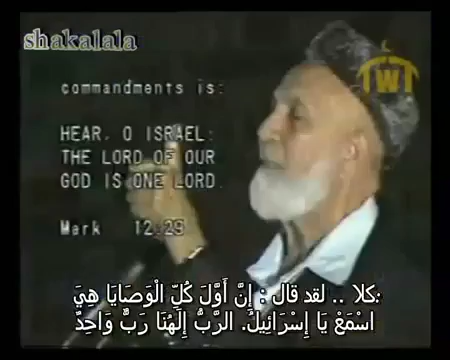 shakalala
TWT
commandments is:
HEAR, O ISRAEL:
THE LORD OF OUR
GOD IS ONE LORD.
Mark 12:29
كلا .. لقد قال : إِنَّ أَوَّلَ كُلِّ الْوَصَايَا هِيَ:
اسْمَعْ يَا إِسْرَائِيلُ. الرَّبُّ إِلَهُنَا رَبٌّ وَاحِدٌ